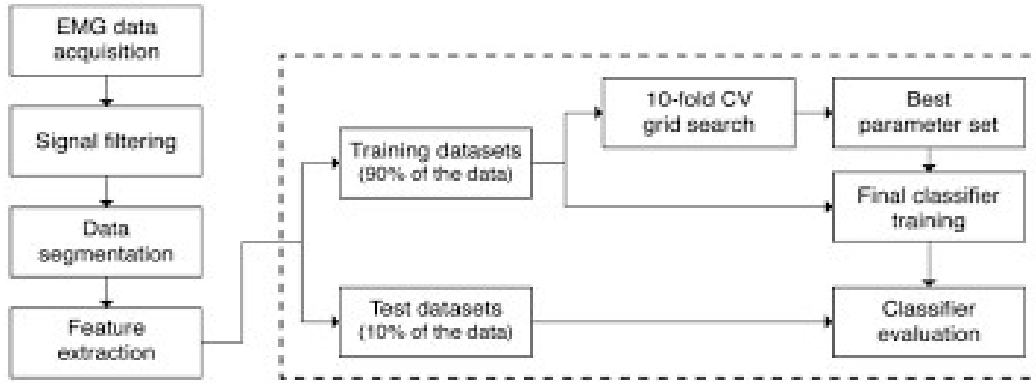 EMG data
acquisition
Signal filtering
Data
segmentation
Feature
extraction
Training datasets
(90% of the data)
Test datasets
(10% of the data)
10-fold CV
grid search
Best
parameter set
Final classifier
training
Classifier
evaluation